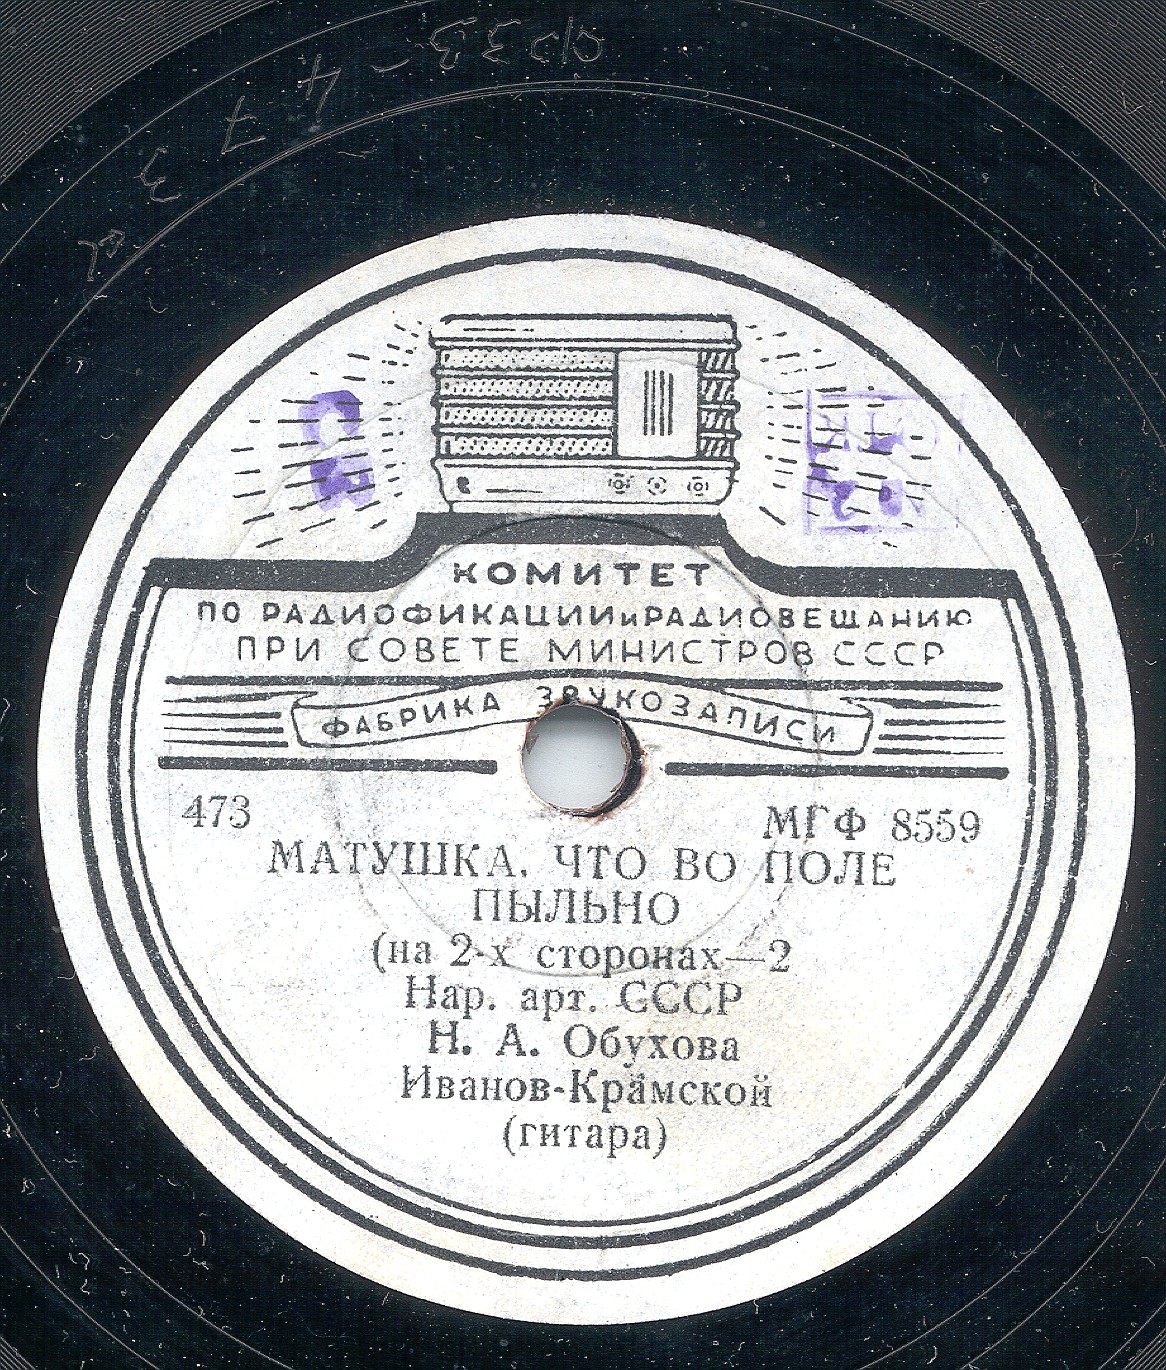 КОМИТЕТ
ПО РАДИОФИКАЦИИ и РАДИОВЕЩАНИЮ
ПРИ СОВЕТЕ МИНИСТРОВ СССР
ФАБРИКА ЗВУКОЗАПИСИ
473 МГФ 8559
МАТУШКА, ЧТО ВО ПОЛЕ
ПЫЛЬНО
(на 2-х сторонах—2
Нар. арт. СССР
Н. А. Обухова
Иванов-Крамской
(гитара)